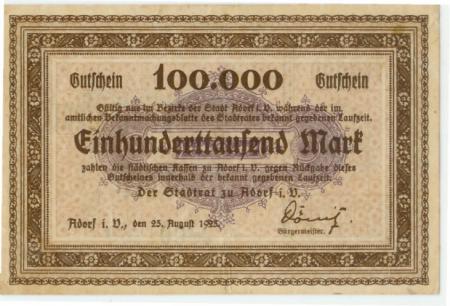 Gutschein 100.000 Gutschein
Gültig nur im Bezirke der Stadt Adorf i. V. während der im
amtlichen Bekanntmachungsblatte des Stadtrates bekannt gegebenen Laufzeit.
Einhunderttausend Mark
zahlen die städtischen Kassen zu Adorf i. V. gegen Rückgabe dieses
Gutscheines innerhalb der bekannt gegebenen Laufzeit.
Der Stadtrat zu Adorf i. V.
Adorf i. V., den 25. August 1923.
Bürgermeister.